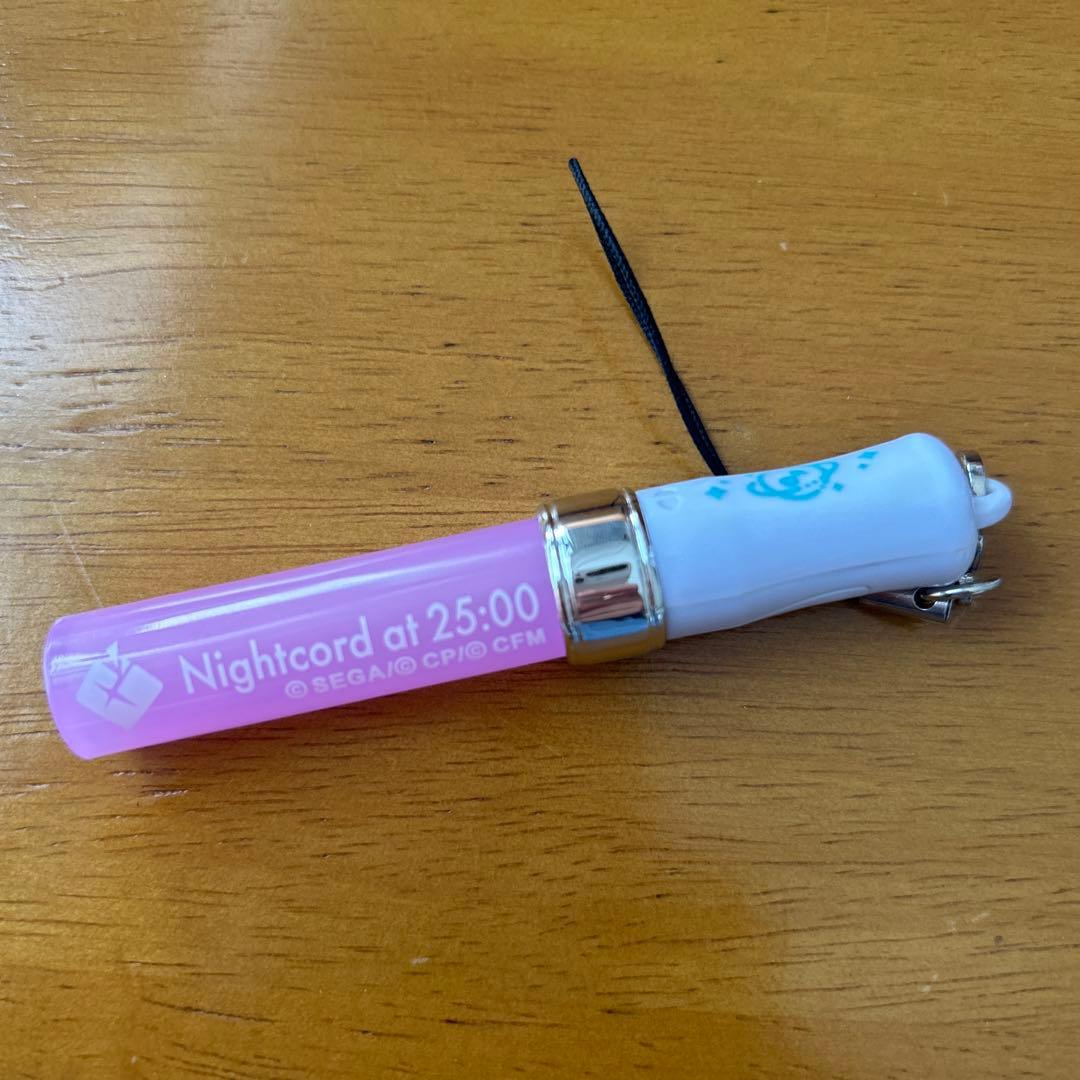 Nightcord at 25:00
© SEGA/© CP/© CFM